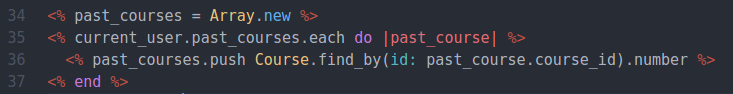 34 <% past_courses = Array.new %>
35 <% current_user.past_courses.each do |past_course| %>
36 <% past_courses.push Course.find_by(id: past_course.course_id).number %>
37 <% end %>